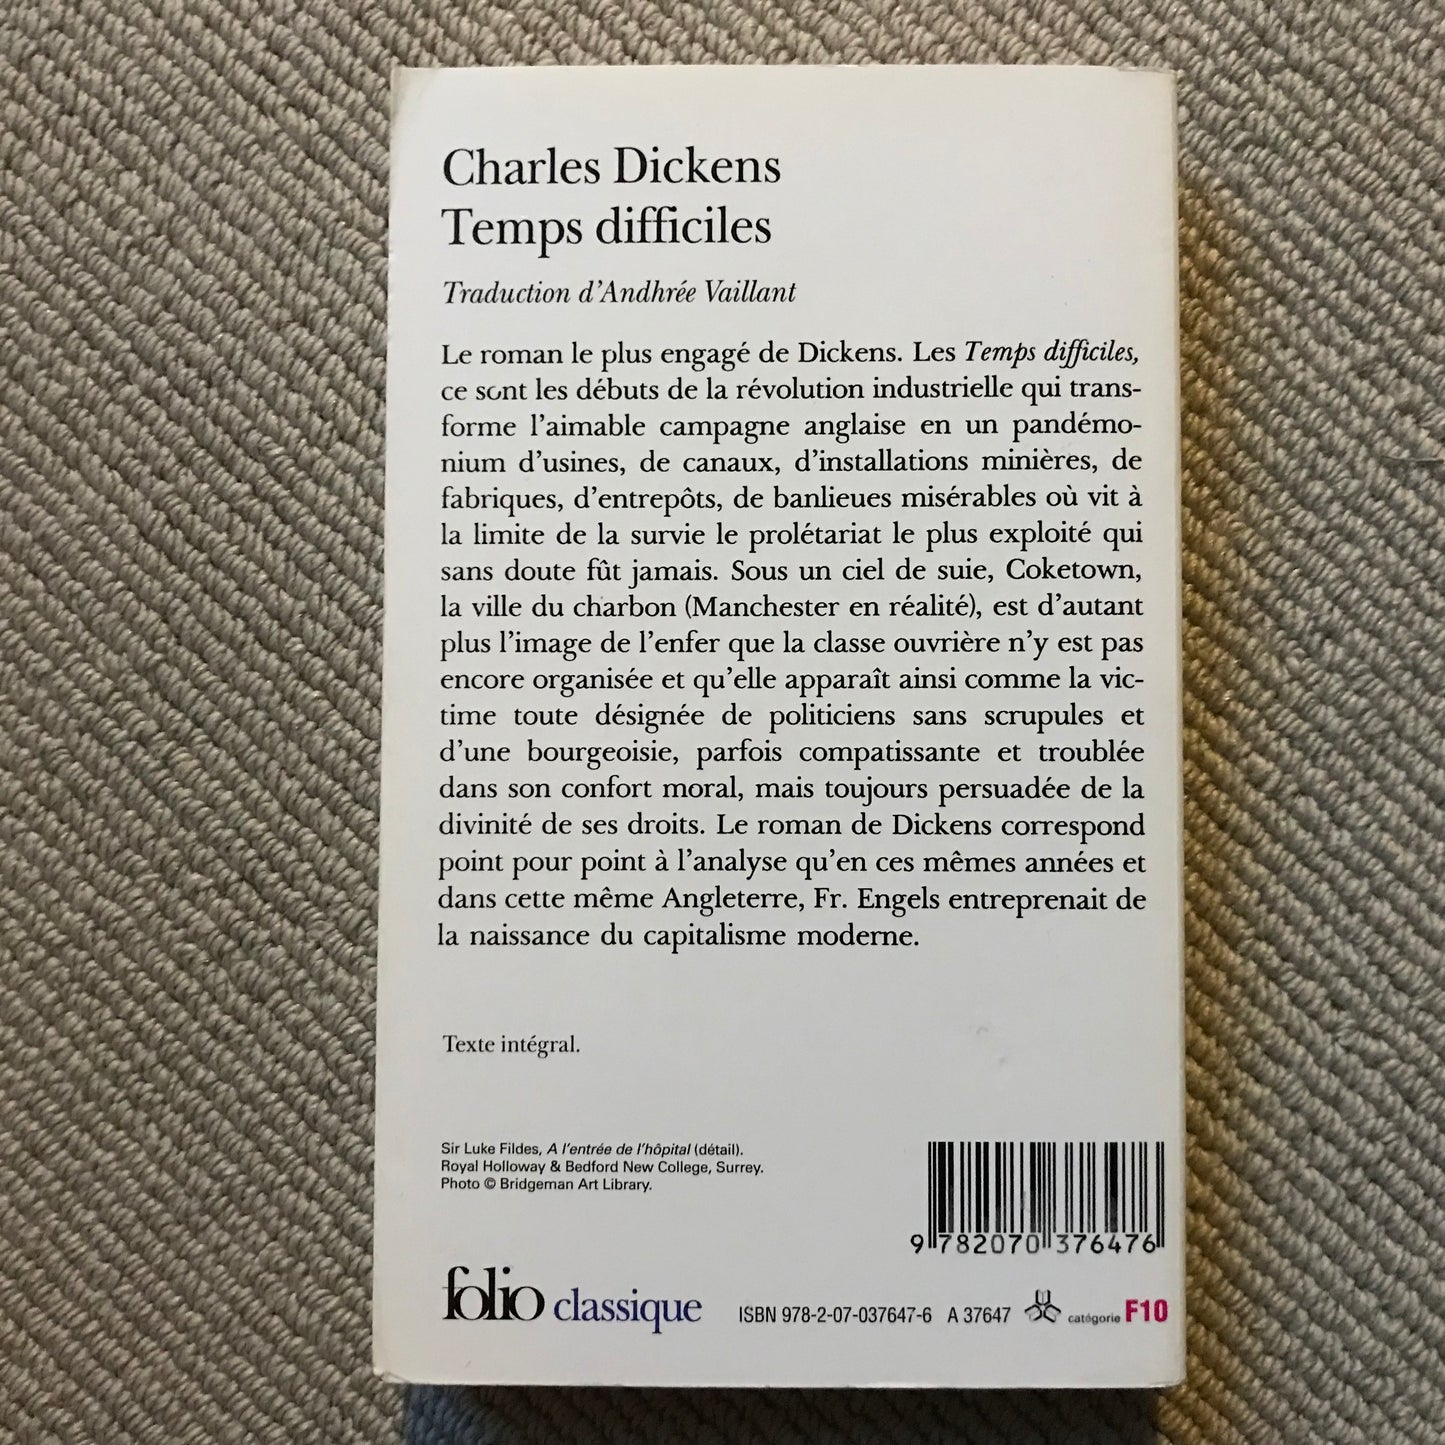 Charles Dickens
Temps difficiles
Traduction d'Andhrée Vaillant
Le roman le plus engagé de Dickens. Les Temps difficiles,
ce sont les débuts de la révolution industrielle qui trans-
forme l'aimable campagne anglaise en un pandémo-
nium d'usines, de canaux, d'installations minières, de
fabriques, d'entrepôts, de banlieues misérables où vit à
la limite de la survie le prolétariat le plus exploité qui
sans doute fût jamais. Sous un ciel de suie, Coketown,
la ville du charbon (Manchester en réalité), est d'autant
plus l'image de l'enfer que la classe ouvrière n'y est pas
encore organisée et qu'elle apparaît ainsi comme la vic-
time toute désignée de politiciens sans scrupules et
d'une bourgeoisie, parfois compatissante et troublée
dans son confort moral, mais toujours persuadée de la
divinité de ses droits. Le roman de Dickens correspond
point pour point à l'analyse qu'en ces mêmes années et
dans cette même Angleterre, Fr. Engels entreprenait de
la naissance du capitalisme moderne.
Texte intégral.
Sir Luke Fildes, A l'entrée de l'hôpital (détail).
Royal Holloway & Bedford New College, Surrey.
Photo © Bridgeman Art Library.
9 782070 376476
folio classique ISBN 978-2-07-037647-6 A 37647 catégorie F10